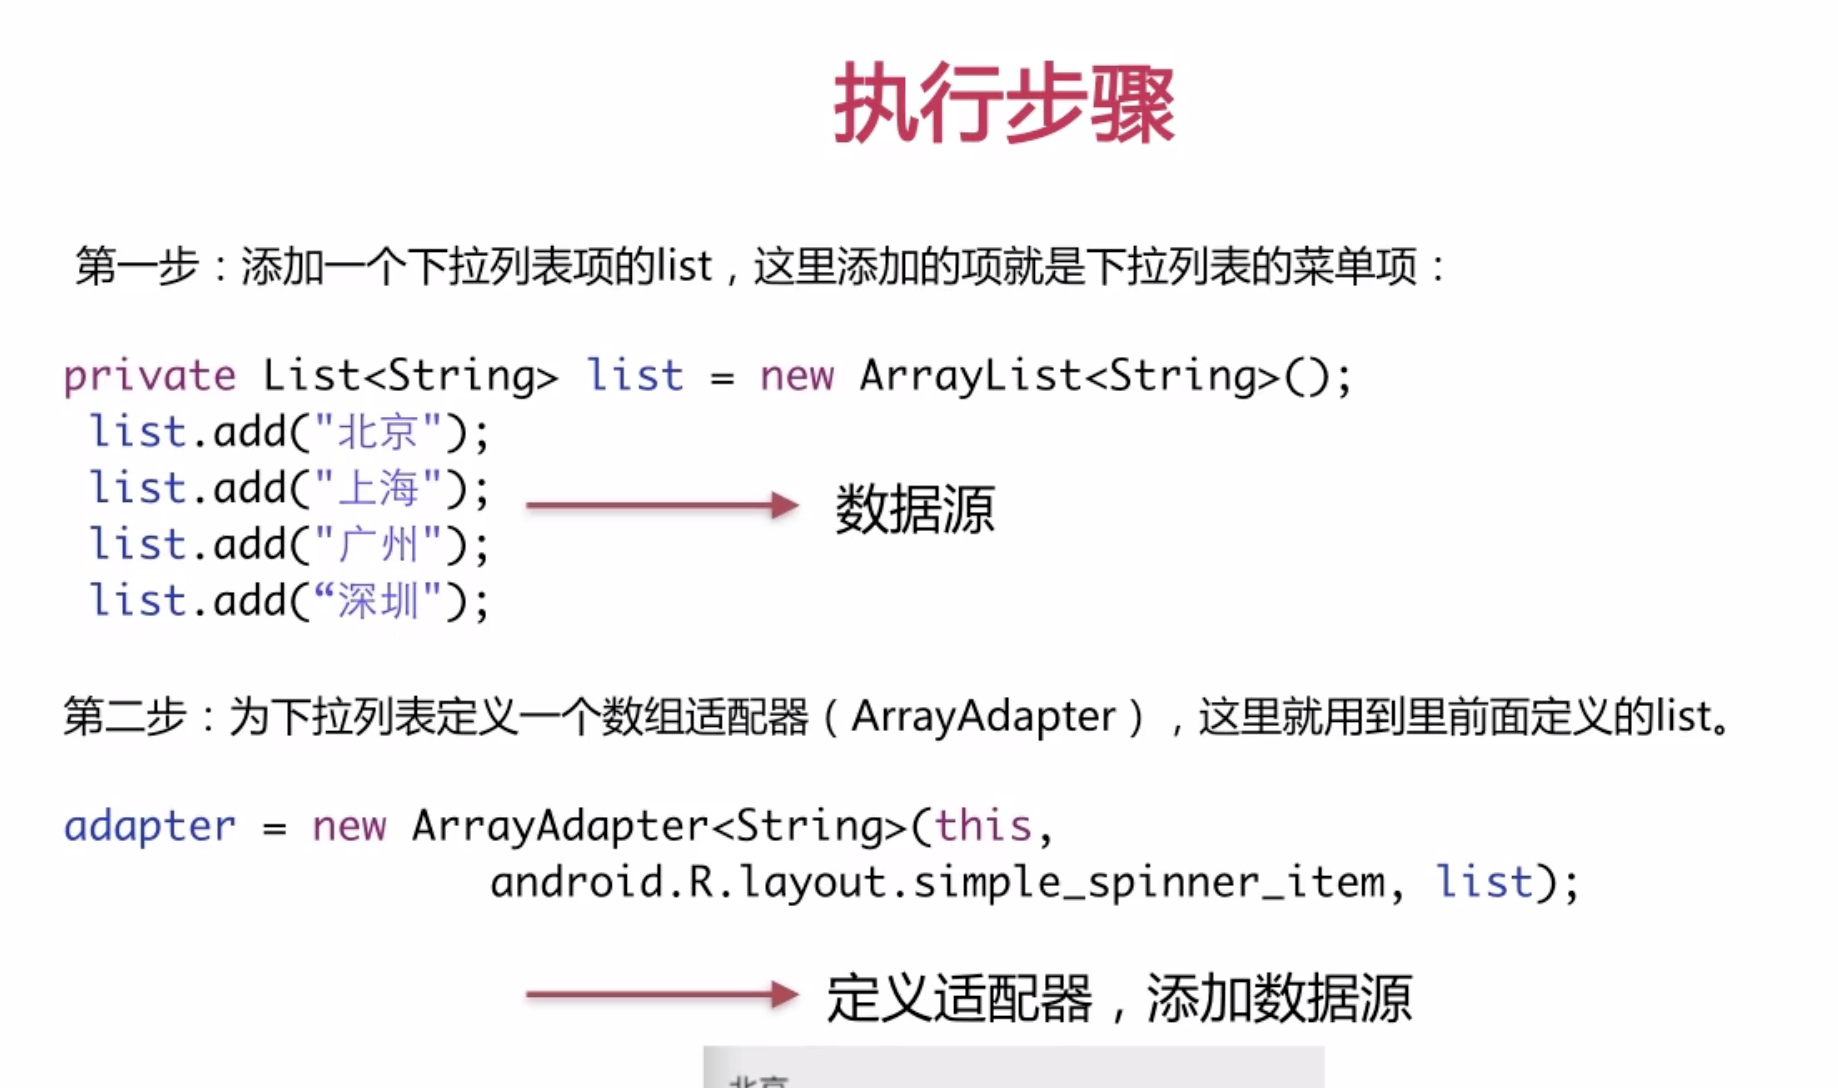 执行步骤
第一步：添加一个下拉列表项的list，这里添加的项就是下拉列表的菜单项：
private List<String> list = new ArrayList<String>();
list.add("北京");
list.add("上海");
list.add("广州");
list.add(“深圳");
数据源
第二步：为下拉列表定义一个数组适配器（ArrayAdapter），这里就用到里前面定义的list。
adapter = new ArrayAdapter<String>(this,
android.R.layout.simple_spinner_item, list);
定义适配器，添加数据源
北京